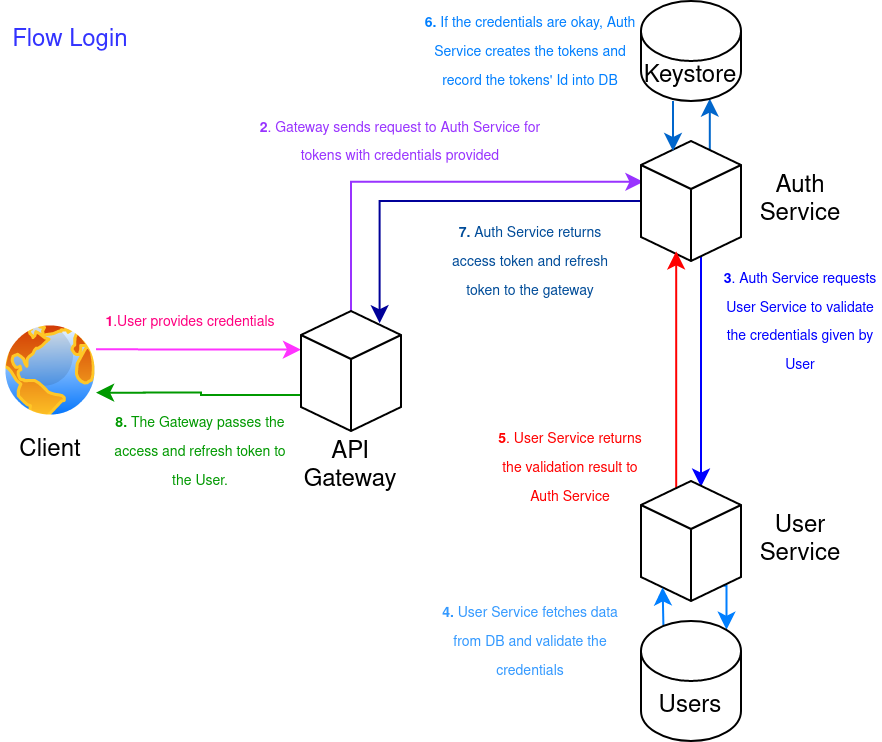 Flow Login
6. If the credentials are okay, Auth
Service creates the tokens and
record the tokens' Id into DB
Keystore
2. Gateway sends request to Auth Service for
tokens with credentials provided
Auth
Service
7. Auth Service returns
access token and refresh
token to the gateway
3. Auth Service requests
User Service to validate
the credentials given by
User
1.User provides credentials
8. The Gateway passes the
access and refresh token to
the User.
Client
API
Gateway
5. User Service returns
the validation result to
Auth Service
User
Service
4. User Service fetches data
from DB and validate the
credentials
Users